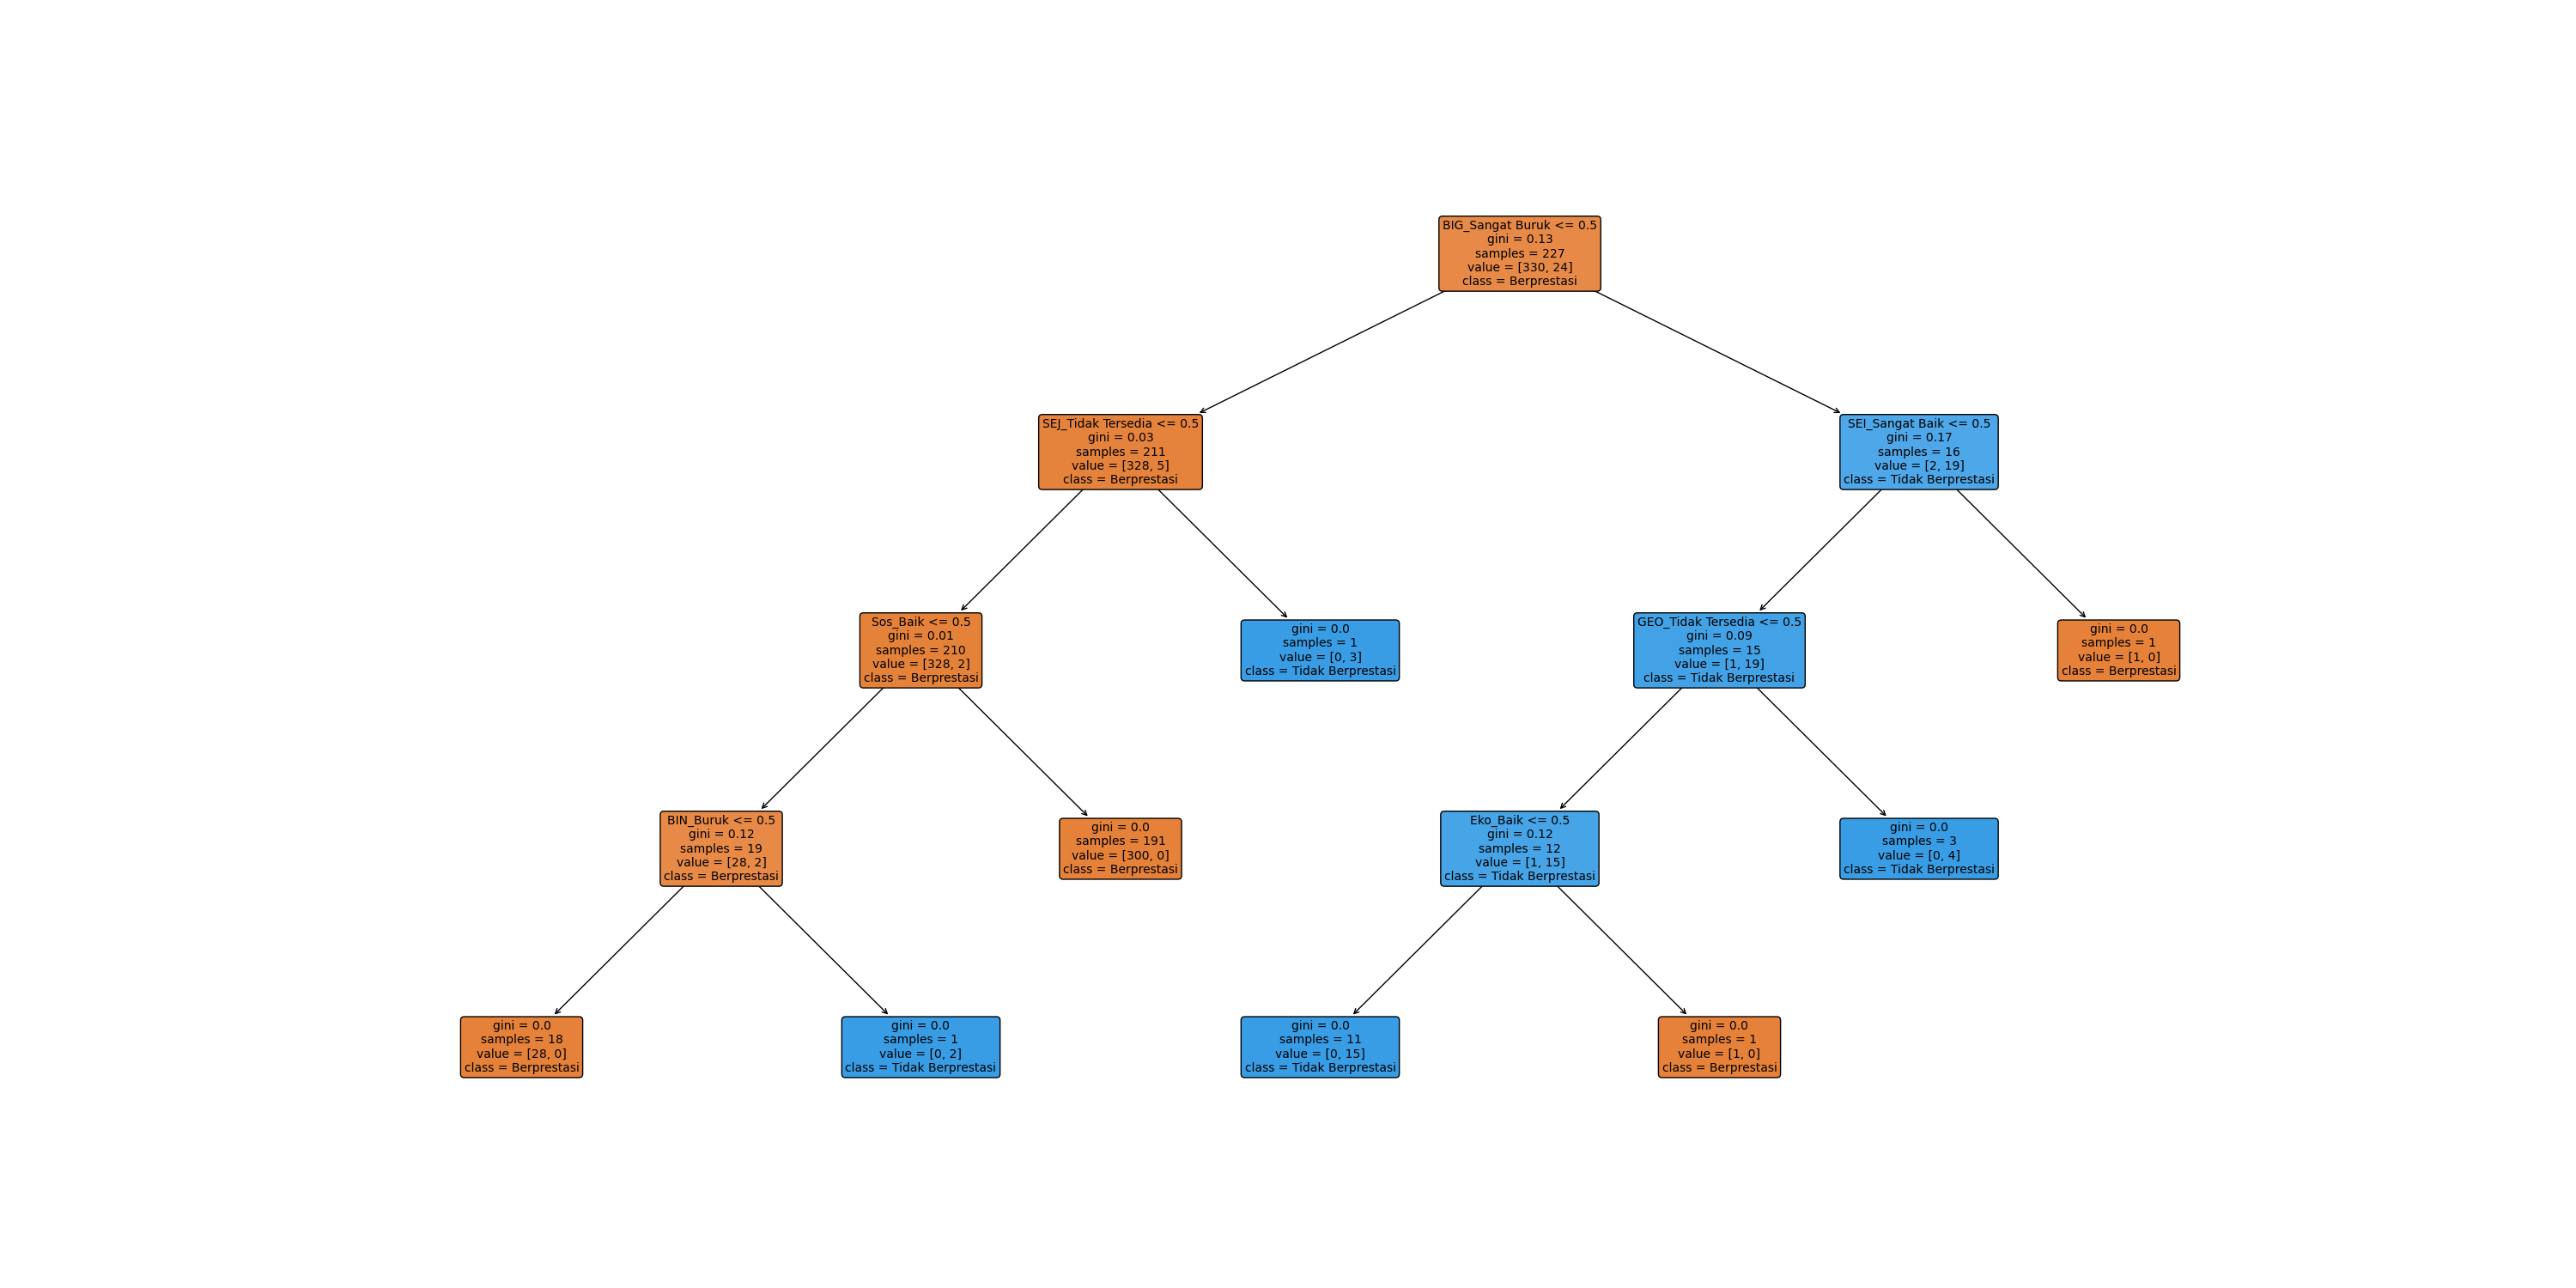 BIG_Sangat Buruk <= 0.5
gini = 0.13
samples = 227
value = [330, 24]
class = Berprestasi
SEJ_Tidak Tersedia <= 0.5
gini = 0.03
samples = 211
value = [328, 5]
class = Berprestasi
SEI_Sangat Baik <= 0.5
gini = 0.17
samples = 16
value = [2, 19]
class = Tidak Berprestasi
Sos_Baik <= 0.5
gini = 0.01
samples = 210
value = [328, 2]
class = Berprestasi
gini = 0.0
samples = 1
value = [0, 3]
class = Tidak Berprestasi
GEO_Tidak Tersedia <= 0.5
gini = 0.09
samples = 15
value = [1, 19]
class = Tidak Berprestasi
gini = 0.0
samples = 1
value = [1, 0]
class = Berprestasi
BIN_Buruk <= 0.5
gini = 0.12
samples = 19
value = [28, 2]
class = Berprestasi
gini = 0.0
samples = 191
value = [300, 0]
class = Berprestasi
Eko_Baik <= 0.5
gini = 0.12
samples = 12
value = [1, 15]
class = Tidak Berprestasi
gini = 0.0
samples = 3
value = [0, 4]
class = Tidak Berprestasi
gini = 0.0
samples = 18
value = [28, 0]
class = Berprestasi
gini = 0.0
samples = 1
value = [0, 2]
class = Tidak Berprestasi
gini = 0.0
samples = 11
value = [0, 15]
class = Tidak Berprestasi
gini = 0.0
samples = 1
value = [1, 0]
class = Berprestasi